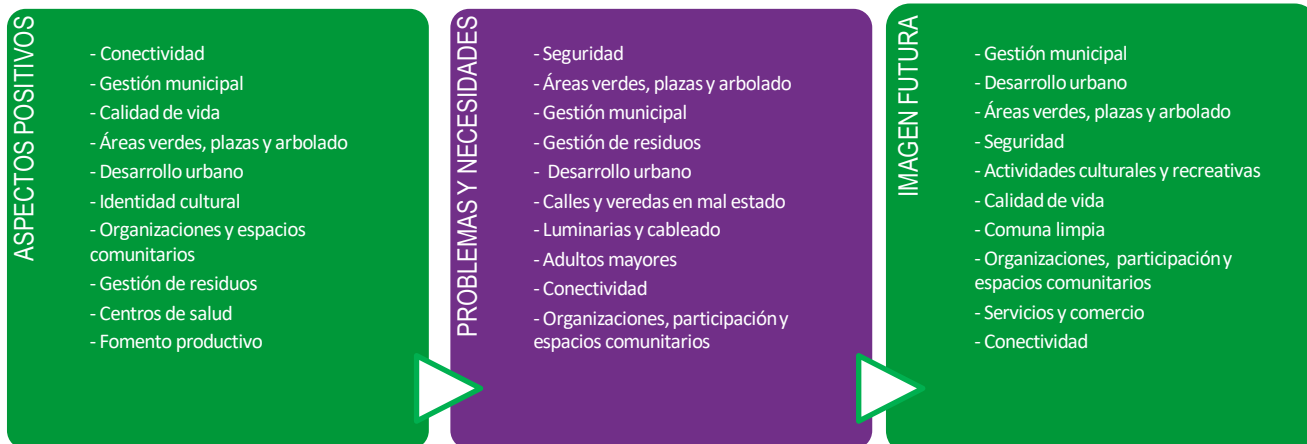 ASPECTOS POSITIVOS
- Conectividad
- Gestión municipal
- Calidad de vida
- Áreas verdes, plazas y arbolado
- Desarrollo urbano
- Identidad cultural
- Organizaciones y espacios
comunitarios
- Gestión de residuos
- Centros de salud
- Fomento productivo
PROBLEMAS Y NECESIDADES
- Seguridad
- Áreas verdes, plazas y arbolado
- Gestión municipal
- Gestión de residuos
- Desarrollo urbano
- Calles y veredas en mal estado
- Luminarias y cableado
- Adultos mayores
- Conectividad
- Organizaciones, participación y
espacios comunitarios
IMAGEN FUTURA
- Gestión municipal
- Desarrollo urbano
- Áreas verdes, plazas y arbolado
- Seguridad
- Actividades culturales y recreativas
- Calidad de vida
- Comuna limpia
- Organizaciones, participación y
espacios comunitarios
- Servicios y comercio
- Conectividad